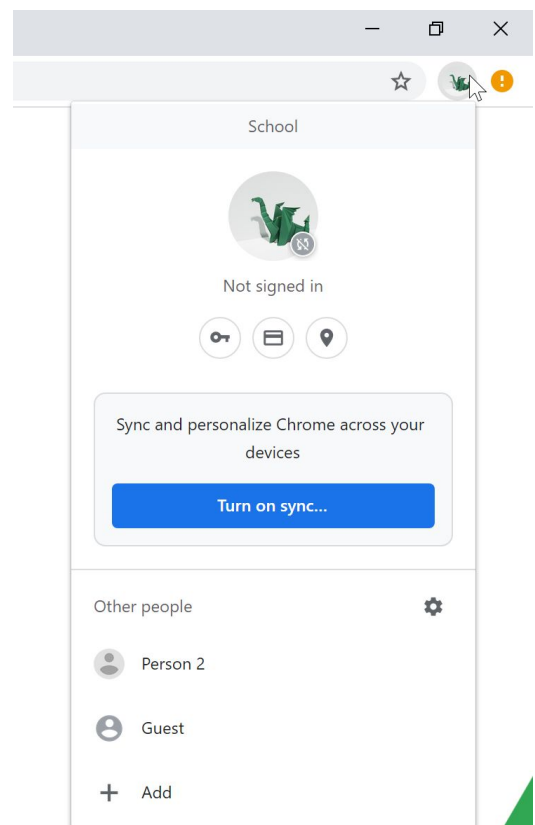 School
Not signed in
Sync and personalize Chrome across your
devices
Turn on sync...
Other people
Person 2
Guest
Add